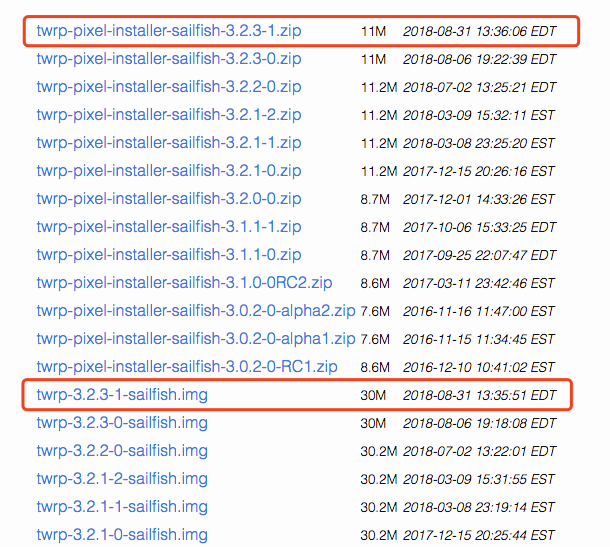 twrp-pixel-installer-sailfish-3.2.3-1.zip 11M 2018-08-31 13:36:06 EDT
twrp-pixel-installer-sailfish-3.2.3-0.zip 11M 2018-08-06 19:22:39 EDT
twrp-pixel-installer-sailfish-3.2.2-0.zip 11.2M 2018-07-02 13:25:21 EDT
twrp-pixel-installer-sailfish-3.2.1-2.zip 11.2M 2018-03-09 15:32:11 EST
twrp-pixel-installer-sailfish-3.2.1-1.zip 11.2M 2018-03-08 23:25:20 EST
twrp-pixel-installer-sailfish-3.2.1-0.zip 11.2M 2017-12-15 20:26:16 EST
twrp-pixel-installer-sailfish-3.2.0-0.zip 8.7M 2017-12-01 14:33:26 EST
twrp-pixel-installer-sailfish-3.1.1-1.zip 8.7M 2017-10-06 15:33:25 EDT
twrp-pixel-installer-sailfish-3.1.1-0.zip 8.7M 2017-09-25 22:07:47 EDT
twrp-pixel-installer-sailfish-3.1.0-0RC2.zip 8.6M 2017-03-11 23:42:46 EST
twrp-pixel-installer-sailfish-3.0.2-0-alpha2.zip 7.6M 2016-11-16 11:47:00 EST
twrp-pixel-installer-sailfish-3.0.2-0-alpha1.zip 7.6M 2016-11-15 11:34:45 EST
twrp-pixel-installer-sailfish-3.0.2-0-RC1.zip 8.6M 2016-12-10 10:41:02 EST
twrp-3.2.3-1-sailfish.img 30M 2018-08-31 13:35:51 EDT
twrp-3.2.3-0-sailfish.img 30M 2018-08-06 19:18:08 EDT
twrp-3.2.2-0-sailfish.img 30.2M 2018-07-02 13:22:01 EDT
twrp-3.2.1-2-sailfish.img 30.2M 2018-03-09 15:31:55 EST
twrp-3.2.1-1-sailfish.img 30.2M 2018-03-08 23:19:14 EST
twrp-3.2.1-0-sailfish.img 30.2M 2017-12-15 20:25:44 EST